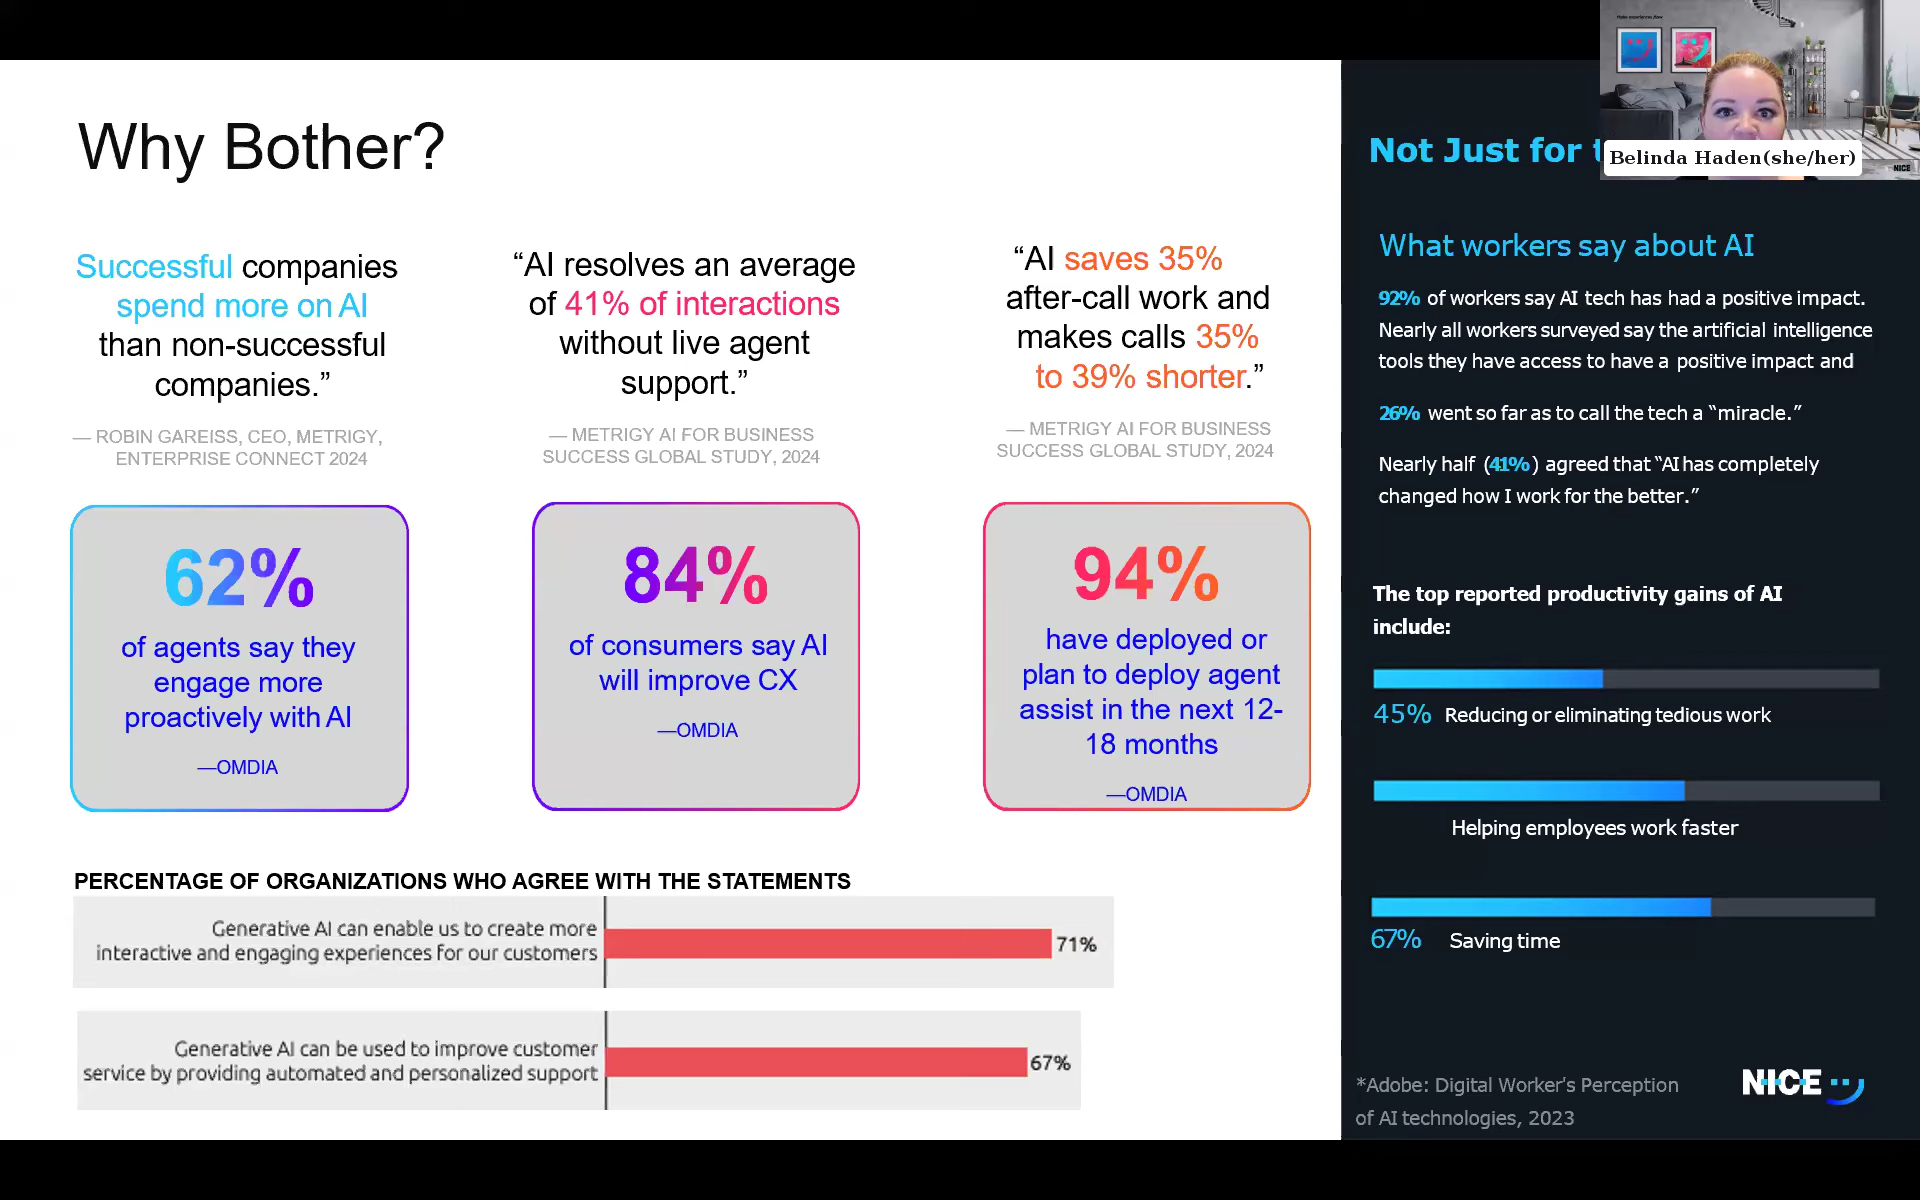 Why Bother?
Successful companies
spend more on AI
than non-successful
companies.”
— ROBIN GAREISS, CEO, METRIGY,
ENTERPRISE CONNECT 2024
“AI resolves an average
of 41% of interactions
without live agent
support.”
— METRIGY AI FOR BUSINESS
SUCCESS GLOBAL STUDY, 2024
“AI saves 35%
after-call work and
makes calls 35%
to 39% shorter.”
— METRIGY AI FOR BUSINESS
SUCCESS GLOBAL STUDY, 2024
62%
of agents say they
engage more
proactively with AI
—OMDIA
84%
of consumers say AI
will improve CX
—OMDIA
94%
have deployed or
plan to deploy agent
assist in the next 12-
18 months
—OMDIA
PERCENTAGE OF ORGANIZATIONS WHO AGREE WITH THE STATEMENTS
Generative AI can enable us to create more
interactive and engaging experiences for our customers
71%
Generative AI can be used to improve customer
service by providing automated and personalized support
67%
Not Just for
Belinda Haden(she/her)
NICE
What workers say about AI
92% of workers say AI tech has had a positive impact.
Nearly all workers surveyed say the artificial intelligence
tools they have access to have a positive impact and
26% went so far as to call the tech a “miracle.”
Nearly half (41%) agreed that “AI has completely
changed how I work for the better.”
The top reported productivity gains of AI
include:
45% Reducing or eliminating tedious work
Helping employees work faster
67% Saving time
*Adobe: Digital Worker's Perception
of AI technologies, 2023
NICE